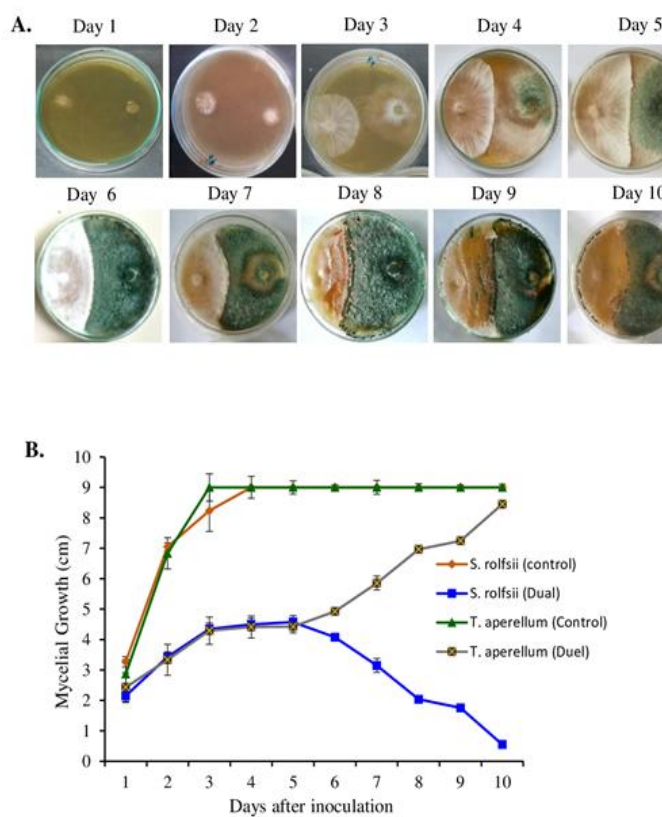 A.
Day 1 Day 2 Day 3 Day 4 Day 5
Day 6 Day 7 Day 8 Day 9 Day 10
B.
Mycelial Growth (cm)
10
9
8
7
6
5
4
3
2
1
0
S. rolfsii (control)
S. rolfsii (Dual)
T. aperellum (Control)
T. aperellum (Duel)
1 2 3 4 5 6 7 8 9 10
Days after inoculation